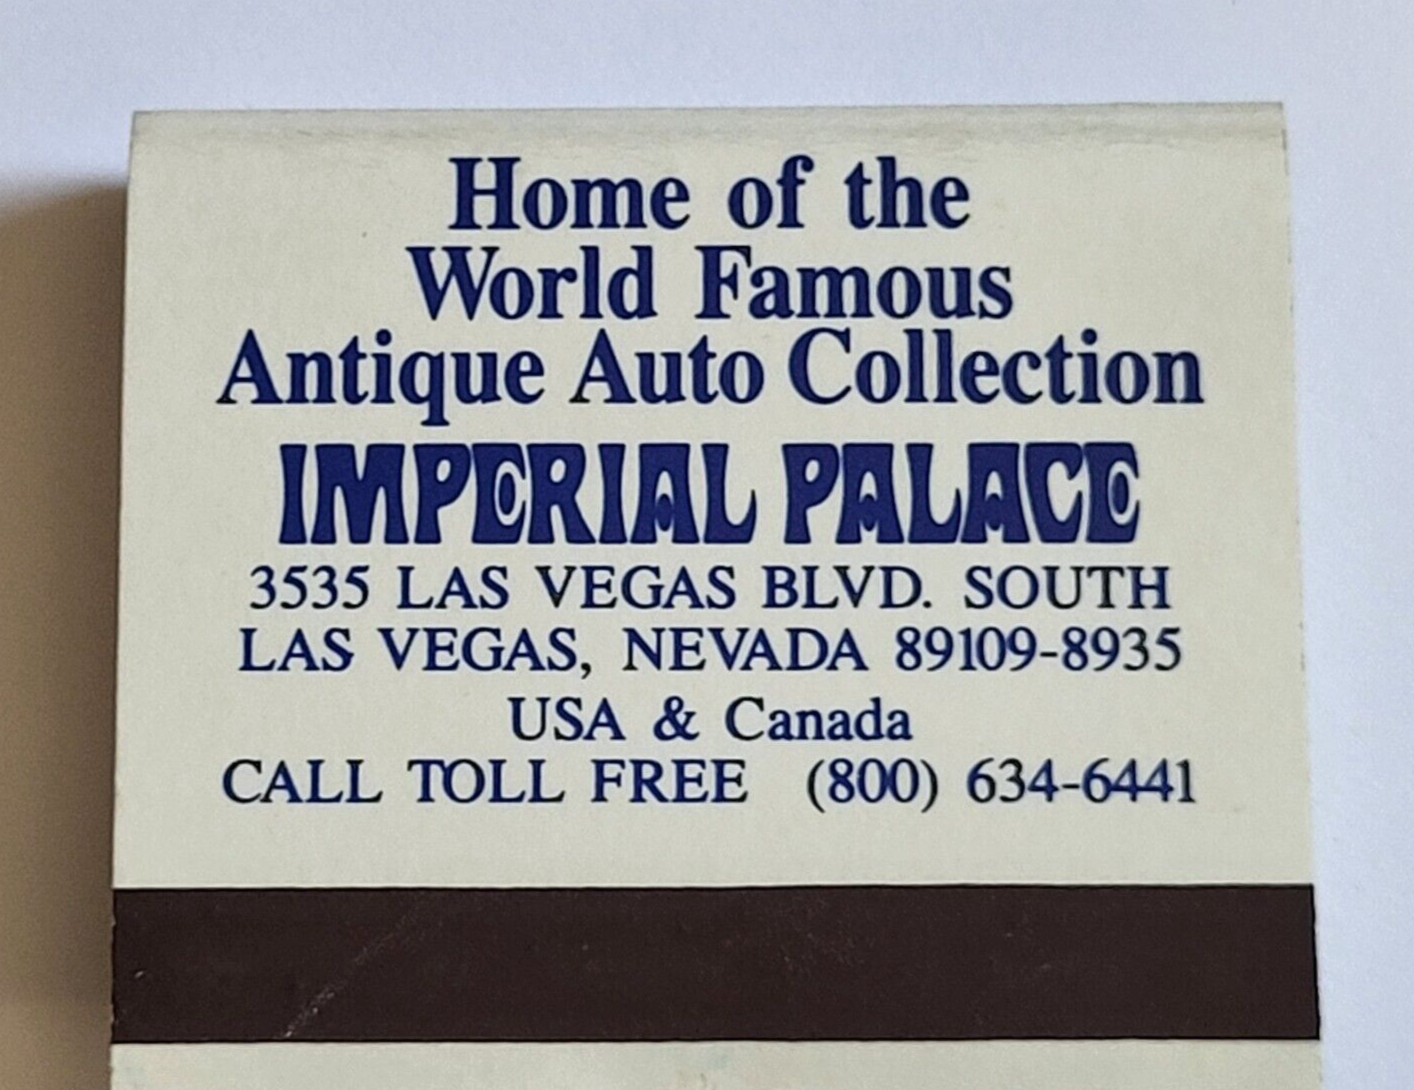 Home of the
World Famous
Antique Auto Collection
IMPERIAL PALACE
3535 LAS VEGAS BLVD. SOUTH
LAS VEGAS, NEVADA 89109-8935
USA & Canada
CALL TOLL FREE (800) 634-6441